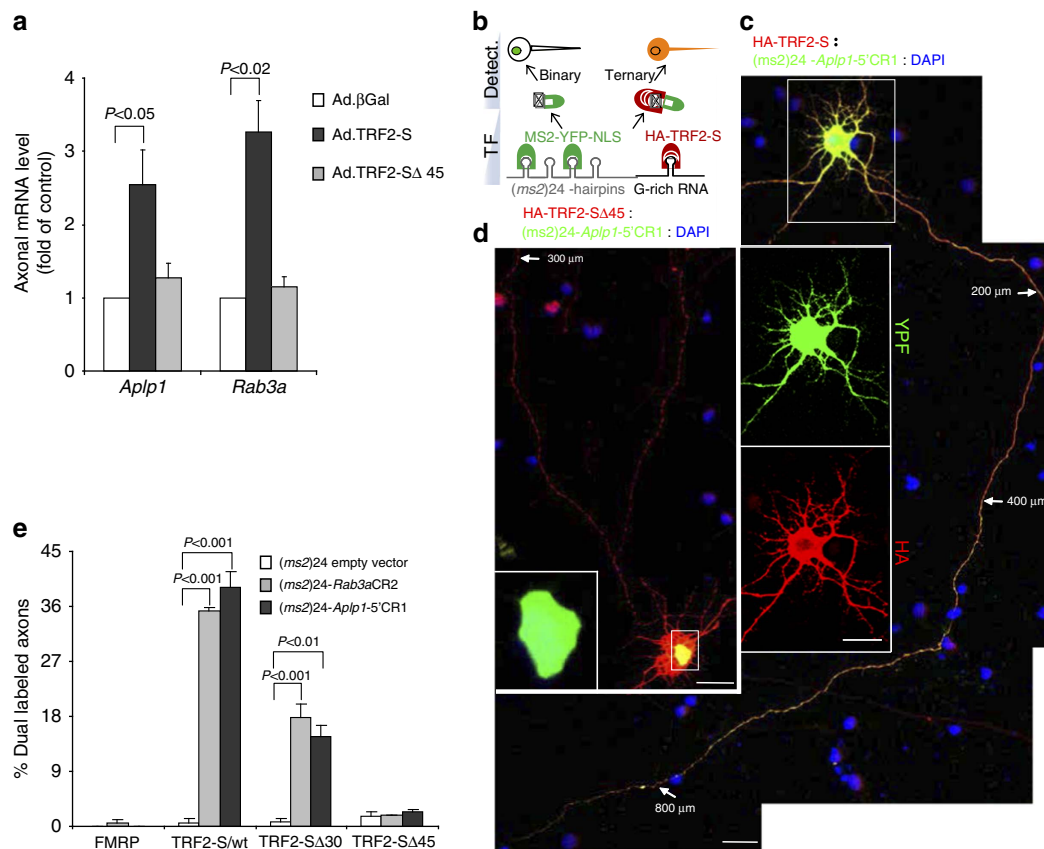 a
Axonal mRNA level
(fold of control)
4
3
2
1
0
P<0.05
P<0.02
Aplp1
Rab3a
Ad.βGal
Ad.TRF2-S
Ad.TRF2-SΔ 45
b
Detect.
TF
Binary
Ternary
MS2-YFP-NLS
HA-TRF2-S
(ms2)24 -hairpins
G-rich RNA
c
HA-TRF2-S :
(ms2)24 -Aplp1-5'CR1 : DAPI
200 µm
400 µm
800 µm
YPF
HA
d
HA-TRF2-SΔ45 :
(ms2)24-Aplp1-5'CR1 : DAPI
300 µm
e
% Dual labeled axons
45
36
27
18
9
0
P<0.001
P<0.001
P<0.01
P<0.001
(ms2)24 empty vector
(ms2)24-Rab3aCR2
(ms2)24-Aplp1-5'CR1
FMRP
TRF2-S/wt
TRF2-SΔ30
TRF2-SΔ45